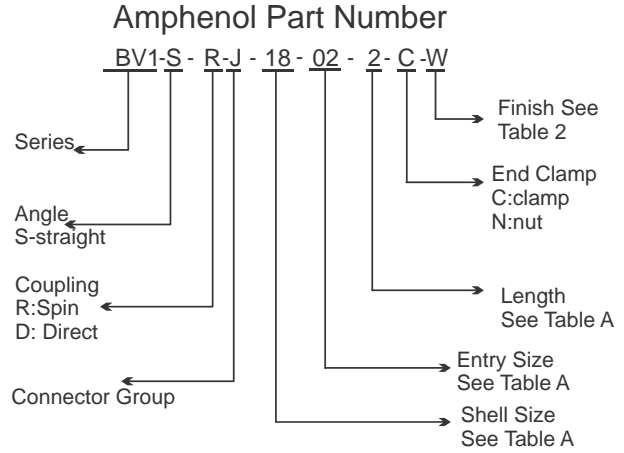 Amphenol Part Number
BV1-S - R-J - 18 - 02 - 2- C -W
Finish See
Table 2
Series
End Clamp
C:clamp
N:nut
Angle
S-straight
Coupling
R:Spin
D: Direct
Length
See Table A
Entry Size
See Table A
Connector Group
Shell Size
See Table A